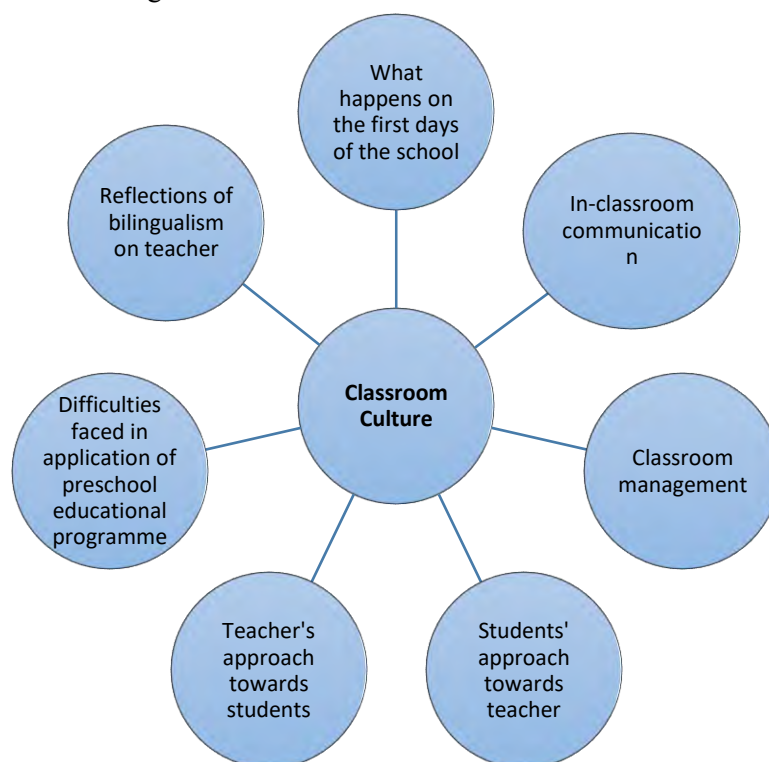 What
happens on
the first days
of the school
In-classroom
communicatio
n
Classroom
management
Students'
approach
towards
teacher
Teacher's
approach
towards
students
Difficulties
faced in
application of
preschool
educational
programme
Reflections of
bilingualism
on teacher
Classroom
Culture